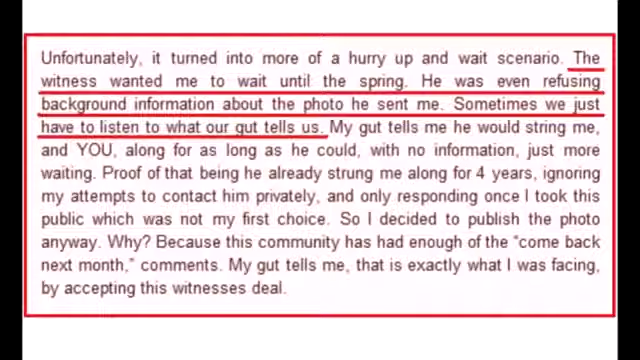 Unfortunately, it turned into more of a hurry up and wait scenario. The
witness wanted me to wait until the spring. He was even refusing
background information about the photo he sent me. Sometimes we just
have to listen to what our gut tells us. My gut tells me he would string me,
and YOU, along for as long as he could, with no information, just more
waiting. Proof of that being he already strung me along for 4 years, ignoring
my attempts to contact him privately, and only responding once I took this
public which was not my first choice. So I decided to publish the photo
anyway. Why? Because this community has had enough of the “come back
next month,” comments. My gut tells me, that is exactly what I was facing,
by accepting this witnesses deal.